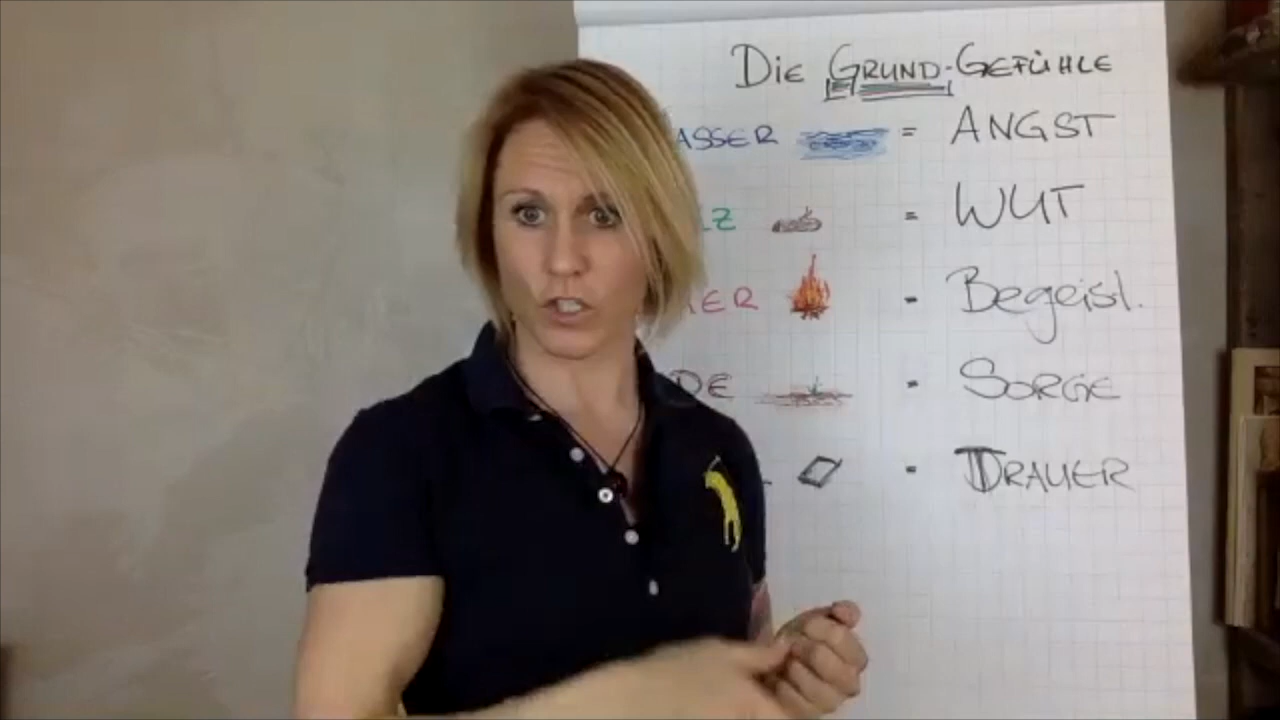 DIE GRUND-GEFÜHLE
ASSER = ANGST
LZ = WUT
ER - Begeist.
DE - SORGE
- TRAUER